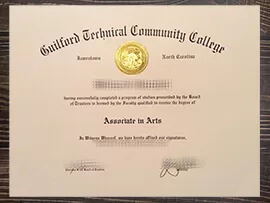 Guilford Technical Community College
Jamestown North Carolina
having successfully completed a program of studies prescribed by the Board
of Trustees is deemed by the Faculty qualified to receive the degree of
Associate in Arts
In Witness Whereof, we have hereto affixed our signatures.